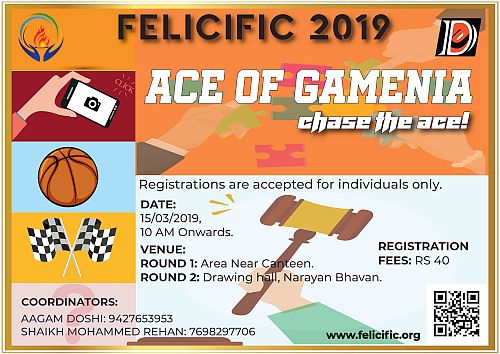 FELICIFIC 2019
ACE OF GAMENIA
chase the ace!
CLICK
Registrations are accepted for individuals only.
DATE:
15/03/2019,
10 AM Onwards.
VENUE:
ROUND 1: Area Near Canteen.
ROUND 2: Drawing hall, Narayan Bhavan.
REGISTRATION
FEES: RS 40
COORDINATORS:
AAGAM DOSHI: 9427653953
SHAIKH MOHAMMED REHAN: 7698297706
www.felicific.org